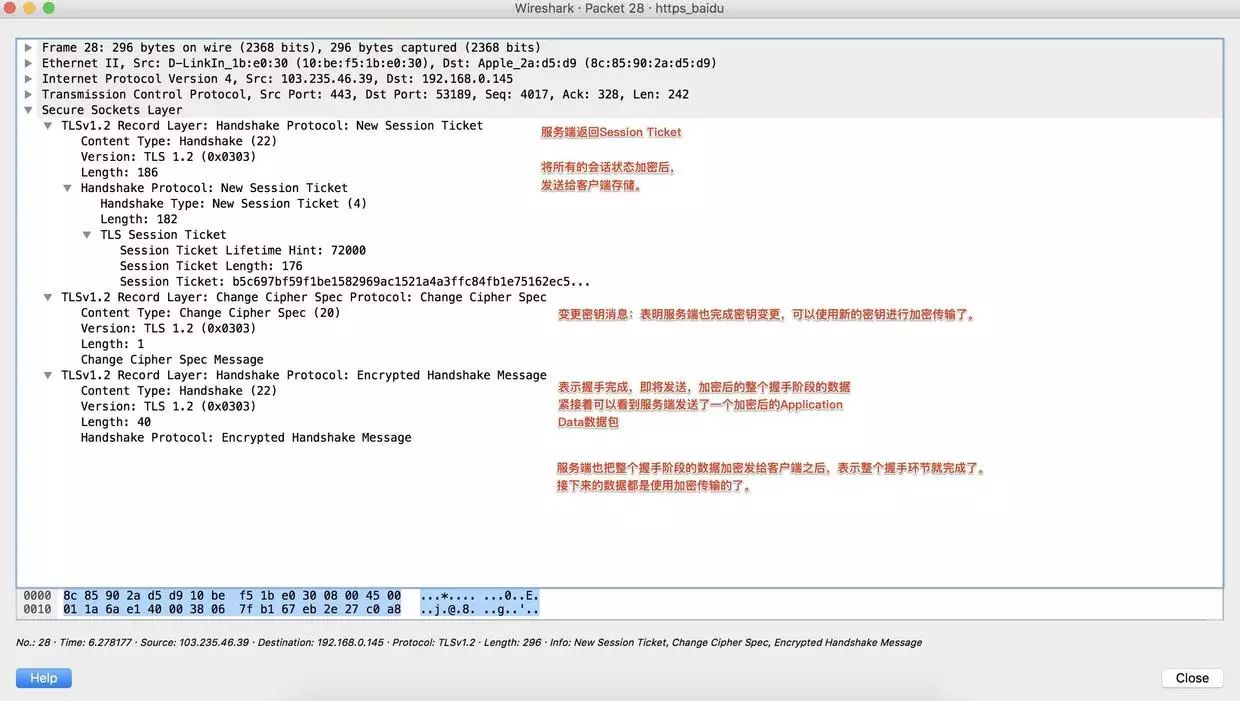 Wireshark · Packet 28 · https_baidu
Frame 28: 296 bytes on wire (2368 bits), 296 bytes captured (2368 bits)
Ethernet II, Src: D-LinkIn_1b:e0:30 (10:be:f5:1b:e0:30), Dst: Apple_2a:d5:d9 (8c:85:90:2a:d5:d9)
Internet Protocol Version 4, Src: 103.235.46.39, Dst: 192.168.0.145
Transmission Control Protocol, Src Port: 443, Dst Port: 53189, Seq: 4017, Ack: 328, Len: 242
Secure Sockets Layer
TLSv1.2 Record Layer: Handshake Protocol: New Session Ticket
服务端返回Session Ticket
Content Type: Handshake (22)
Version: TLS 1.2 (0x0303)
将所有的会话状态加密后，
Length: 186
发送给客户端存储。
Handshake Protocol: New Session Ticket
Handshake Type: New Session Ticket (4)
Length: 182
TLS Session Ticket
Session Ticket Lifetime Hint: 72000
Session Ticket Length: 176
Session Ticket: b5c697bf59f1be1582969ac1521a4a3ffc84fb1e75162ec5...
TLSv1.2 Record Layer: Change Cipher Spec Protocol: Change Cipher Spec
Content Type: Change Cipher Spec (20)
变更密钥消息：表明服务端也完成密钥变更，可以使用新的密钥进行加密传输了。
Version: TLS 1.2 (0x0303)
Length: 1
Change Cipher Spec Message
TLSv1.2 Record Layer: Handshake Protocol: Encrypted Handshake Message
表示握手完成，即将发送，加密后的整个握手阶段的数据
Content Type: Handshake (22)
紧接着可以看到服务端发送了一个加密后的Application
Version: TLS 1.2 (0x0303)
Data数据包
Length: 40
Handshake Protocol: Encrypted Handshake Message
服务端也把整个握手阶段的数据加密发给客户端之后，表示整个握手环节就完成了。
接下来的数据都是使用加密传输的了。
0000 8c 85 90 2a d5 d9 10 be f5 1b e0 30 08 00 45 00 ...*.... ...0..E.
0010 01 1a 6a e1 40 00 38 06 7f b1 67 eb 2e 27 c0 a8 ..j.@.8. ..g..'..
No.: 28 · Time: 6.278177 · Source: 103.235.46.39 · Destination: 192.168.0.145 · Protocol: TLSv1.2 · Length: 296 · Info: New Session Ticket, Change Cipher Spec, Encrypted Handshake Message
Help
Close